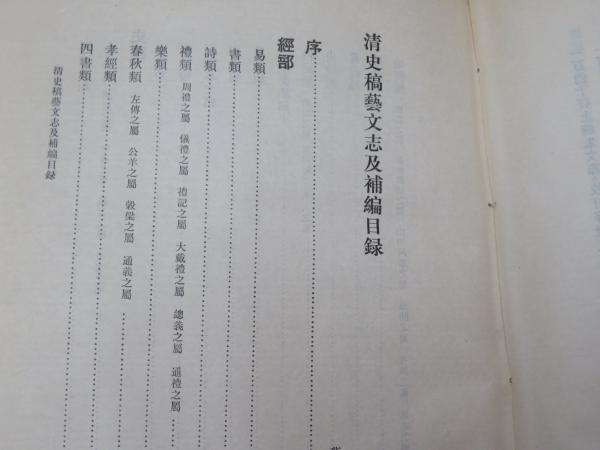 清史稿藝文志及補編目録
序
經部
易類
書類
詩類
禮類 周禮之屬 儀禮之屬 禮記之屬 大戴禮之屬 總義之屬 通禮之屬
樂類
春秋類 左傳之屬 公羊之屬 穀梁之屬 通義之屬
孝經類
四書類
清史稿藝文志及補編目録